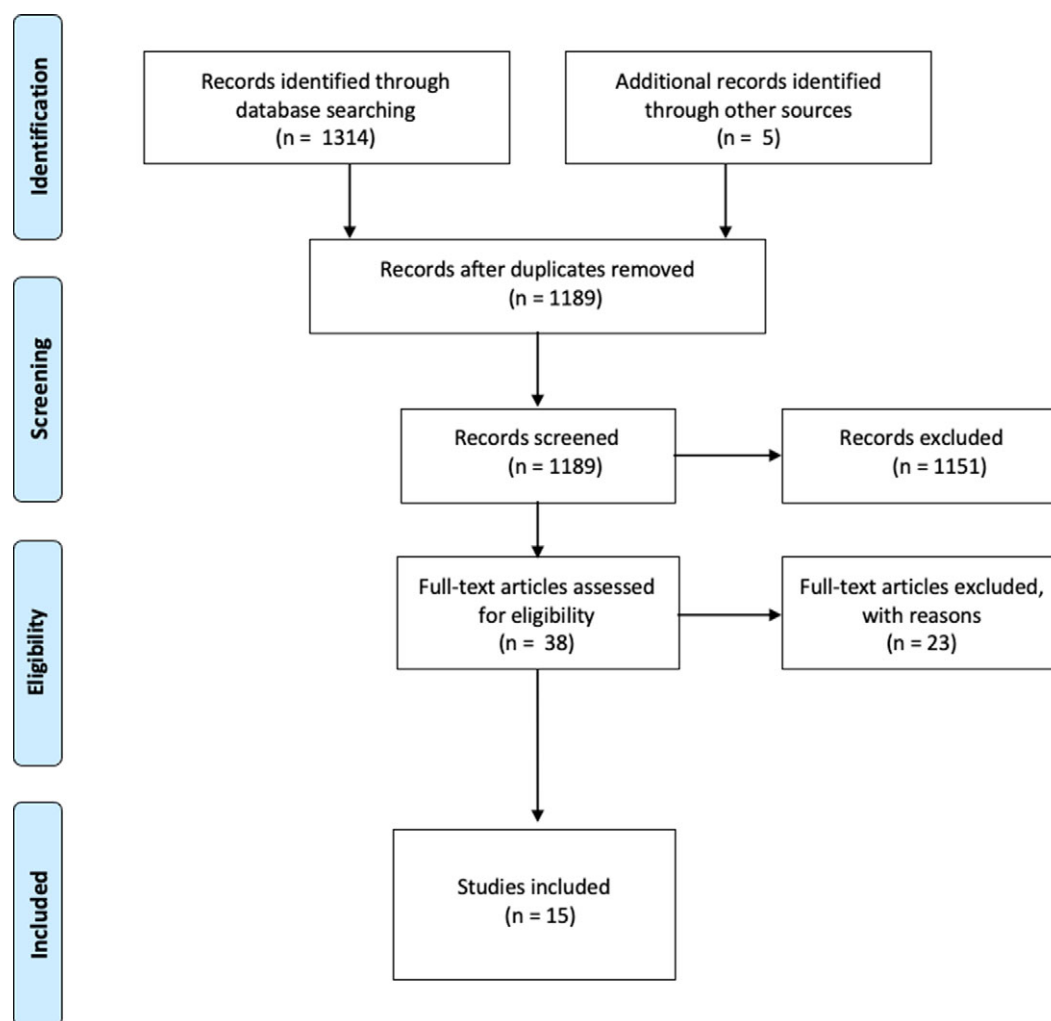 Identification
Records identified through
database searching
(n = 1314)
Additional records identified
through other sources
(n = 5)
Records after duplicates removed
(n = 1189)
Screening
Records screened
(n = 1189)
Records excluded
(n = 1151)
Eligibility
Full-text articles assessed
for eligibility
(n = 38)
Full-text articles excluded,
with reasons
(n = 23)
Included
Studies included
(n = 15)